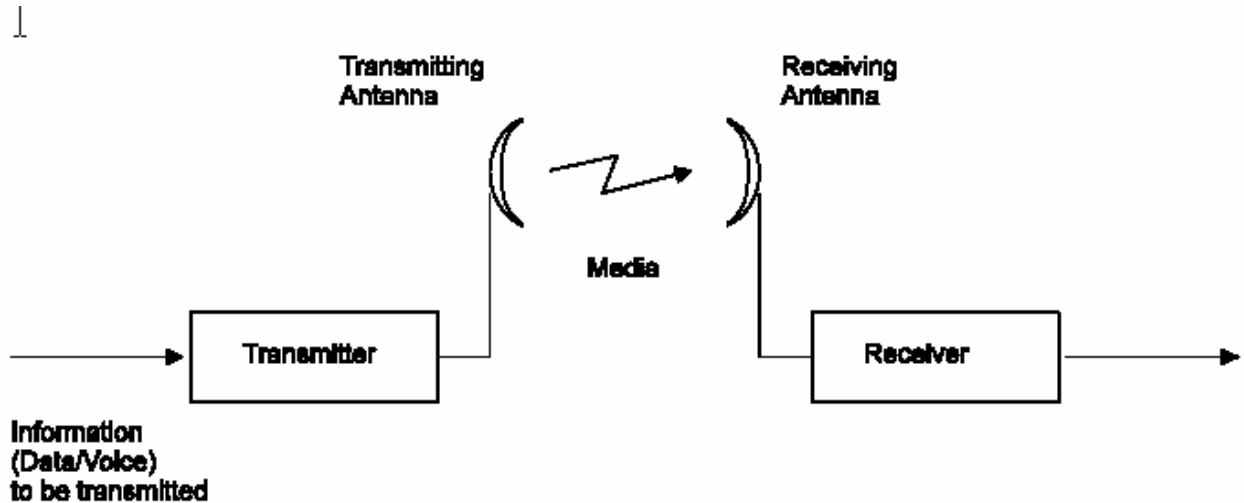 Transmitting
Antenna
Receiving
Antenna
Media
Transmitter
Receiver
Information
(Data/Voice)
to be transmitted